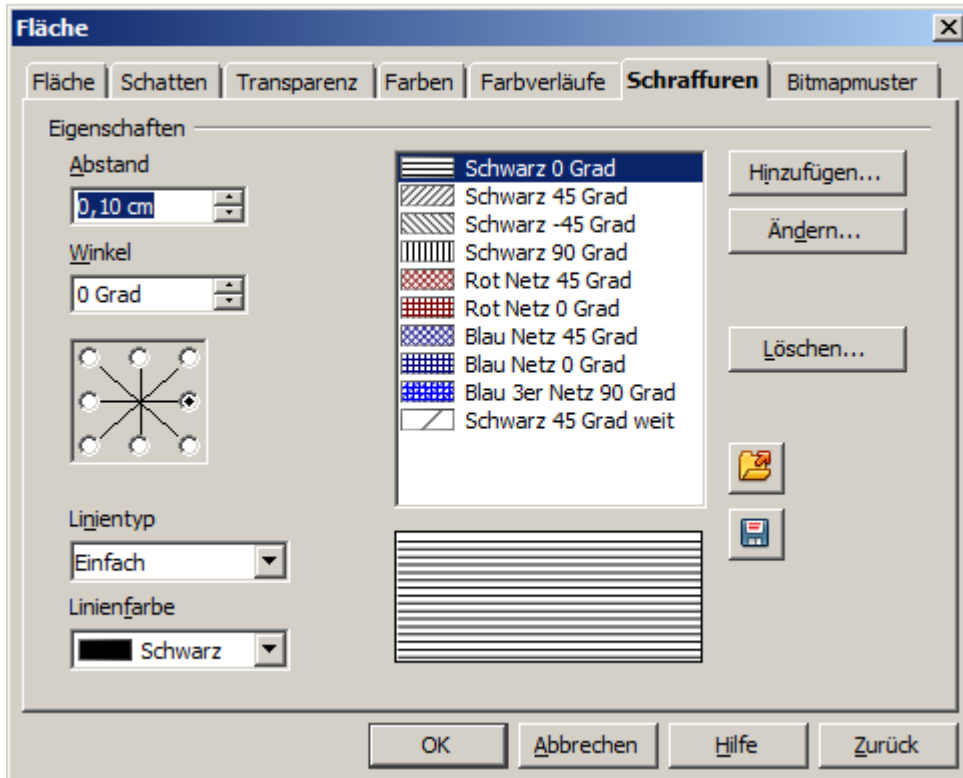 Fläche
Fläche Schatten Transparenz Farben Farbverläufe Schraffuren Bitmapmuster
Eigenschaften
Abstand
0,10 cm
Winkel
0 Grad
Linientyp
Einfach
Linienfarbe
Schwarz
Schwarz 0 Grad
Schwarz 45 Grad
Schwarz -45 Grad
Schwarz 90 Grad
Rot Netz 45 Grad
Rot Netz 0 Grad
Blau Netz 45 Grad
Blau Netz 0 Grad
Blau 3er Netz 90 Grad
Schwarz 45 Grad weit
Hinzufügen...
Ändern...
Löschen...
OK Abbrechen Hilfe Zurück